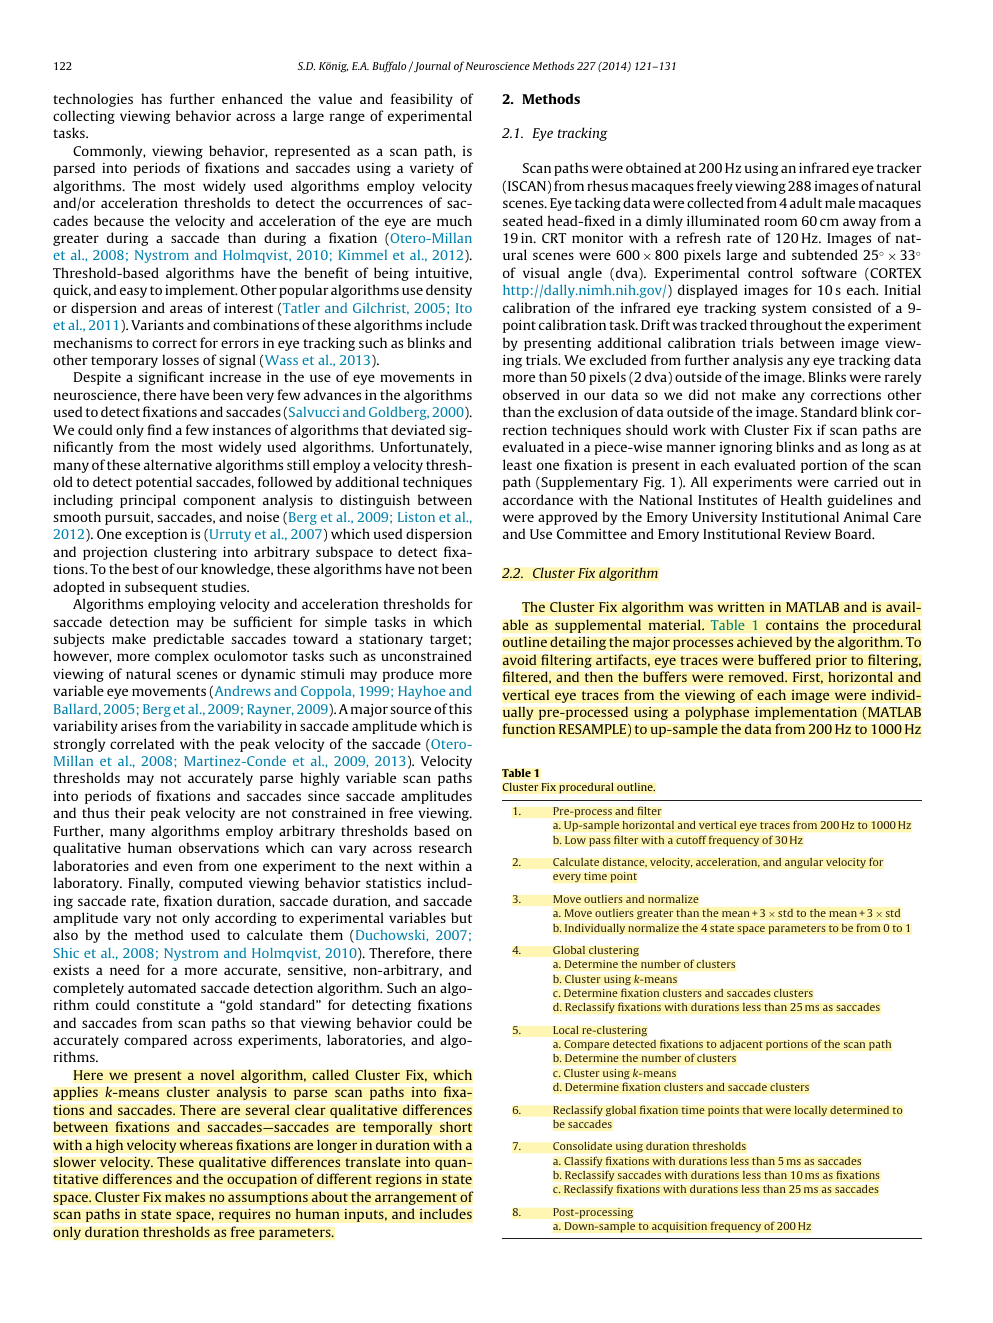 122
S.D. König, E.A. Buffalo / Journal of Neuroscience Methods 227 (2014) 121–131
technologies has further enhanced the value and feasibility of
collecting viewing behavior across a large range of experimental
tasks.
Commonly, viewing behavior, represented as a scan path, is
parsed into periods of fixations and saccades using a variety of
algorithms. The most widely used algorithms employ velocity
and/or acceleration thresholds to detect the occurrences of sac-
cades because the velocity and acceleration of the eye are much
greater during a saccade than during a fixation (Otero-Millan
et al., 2008; Nystrom and Holmqvist, 2010; Kimmel et al., 2012).
Threshold-based algorithms have the benefit of being intuitive,
quick, and easy to implement. Other popular algorithms use density
or dispersion and areas of interest (Tatler and Gilchrist, 2005; Ito
et al., 2011). Variants and combinations of these algorithms include
mechanisms to correct for errors in eye tracking such as blinks and
other temporary losses of signal (Wass et al., 2013).
Despite a significant increase in the use of eye movements in
neuroscience, there have been very few advances in the algorithms
used to detect fixations and saccades (Salvucci and Goldberg, 2000).
We could only find a few instances of algorithms that deviated sig-
nificantly from the most widely used algorithms. Unfortunately,
many of these alternative algorithms still employ a velocity thresh-
old to detect potential saccades, followed by additional techniques
including principal component analysis to distinguish between
smooth pursuit, saccades, and noise (Berg et al., 2009; Liston et al.,
2012). One exception is (Urruty et al., 2007) which used dispersion
and projection clustering into arbitrary subspace to detect fixa-
tions. To the best of our knowledge, these algorithms have not been
adopted in subsequent studies.
Algorithms employing velocity and acceleration thresholds for
saccade detection may be sufficient for simple tasks in which
subjects make predictable saccades toward a stationary target;
however, more complex oculomotor tasks such as unconstrained
viewing of natural scenes or dynamic stimuli may produce more
variable eye movements (Andrews and Coppola, 1999; Hayhoe and
Ballard, 2005; Berg et al., 2009; Rayner, 2009). A major source of this
variability arises from the variability in saccade amplitude which is
strongly correlated with the peak velocity of the saccade (Otero-
Millan et al., 2008; Martinez-Conde et al., 2009, 2013). Velocity
thresholds may not accurately parse highly variable scan paths
into periods of fixations and saccades since saccade amplitudes
and thus their peak velocity are not constrained in free viewing.
Further, many algorithms employ arbitrary thresholds based on
qualitative human observations which can vary across research
laboratories and even from one experiment to the next within a
laboratory. Finally, computed viewing behavior statistics includ-
ing saccade rate, fixation duration, saccade duration, and saccade
amplitude vary not only according to experimental variables but
also by the method used to calculate them (Duchowski, 2007;
Shic et al., 2008; Nystrom and Holmqvist, 2010). Therefore, there
exists a need for a more accurate, sensitive, non-arbitrary, and
completely automated saccade detection algorithm. Such an algo-
rithm could constitute a “gold standard” for detecting fixations
and saccades from scan paths so that viewing behavior could be
accurately compared across experiments, laboratories, and algo-
rithms.
Here we present a novel algorithm, called Cluster Fix, which
applies k-means cluster analysis to parse scan paths into fixa-
tions and saccades. There are several clear qualitative differences
between fixations and saccades—saccades are temporally short
with a high velocity whereas fixations are longer in duration with a
slower velocity. These qualitative differences translate into quan-
titative differences and the occupation of different regions in state
space. Cluster Fix makes no assumptions about the arrangement of
scan paths in state space, requires no human inputs, and includes
only duration thresholds as free parameters.
2. Methods
2.1. Eye tracking
Scan paths were obtained at 200 Hz using an infrared eye tracker
(ISCAN) from rhesus macaques freely viewing 288 images of natural
scenes. Eye tacking data were collected from 4 adult male macaques
seated head-fixed in a dimly illuminated room 60 cm away from a
19 in. CRT monitor with a refresh rate of 120 Hz. Images of nat-
ural scenes were 600 × 800 pixels large and subtended 25° × 33°
of visual angle (dva). Experimental control software (CORTEX
http://dally.nimh.nih.gov/) displayed images for 10 s each. Initial
calibration of the infrared eye tracking system consisted of a 9-
point calibration task. Drift was tracked throughout the experiment
by presenting additional calibration trials between image view-
ing trials. We excluded from further analysis any eye tracking data
more than 50 pixels (2 dva) outside of the image. Blinks were rarely
observed in our data so we did not make any corrections other
than the exclusion of data outside of the image. Standard blink cor-
rection techniques should work with Cluster Fix if scan paths are
evaluated in a piece-wise manner ignoring blinks and as long as at
least one fixation is present in each evaluated portion of the scan
path (Supplementary Fig. 1). All experiments were carried out in
accordance with the National Institutes of Health guidelines and
were approved by the Emory University Institutional Animal Care
and Use Committee and Emory Institutional Review Board.
2.2. Cluster Fix algorithm
The Cluster Fix algorithm was written in MATLAB and is avail-
able as supplemental material. Table 1 contains the procedural
outline detailing the major processes achieved by the algorithm. To
avoid filtering artifacts, eye traces were buffered prior to filtering,
filtered, and then the buffers were removed. First, horizontal and
vertical eye traces from the viewing of each image were individ-
ually pre-processed using a polyphase implementation (MATLAB
function RESAMPLE) to up-sample the data from 200 Hz to 1000 Hz
Table 1
Cluster Fix procedural outline.
1. Pre-process and filter
a. Up-sample horizontal and vertical eye traces from 200 Hz to 1000 Hz
b. Low pass filter with a cutoff frequency of 30 Hz
2. Calculate distance, velocity, acceleration, and angular velocity for
every time point
3. Move outliers and normalize
a. Move outliers greater than the mean + 3 × std to the mean + 3 × std
b. Individually normalize the 4 state space parameters to be from 0 to 1
4. Global clustering
a. Determine the number of clusters
b. Cluster using k-means
c. Determine fixation clusters and saccades clusters
d. Reclassify fixations with durations less than 25 ms as saccades
5. Local re-clustering
a. Compare detected fixations to adjacent portions of the scan path
b. Determine the number of clusters
c. Cluster using k-means
d. Determine fixation clusters and saccade clusters
6. Reclassify global fixation time points that were locally determined to
be saccades
7. Consolidate using duration thresholds
a. Classify fixations with durations less than 5 ms as saccades
b. Reclassify saccades with durations less than 10 ms as fixations
c. Reclassify fixations with durations less than 25 ms as saccades
8. Post-processing
a. Down-sample to acquisition frequency of 200 Hz